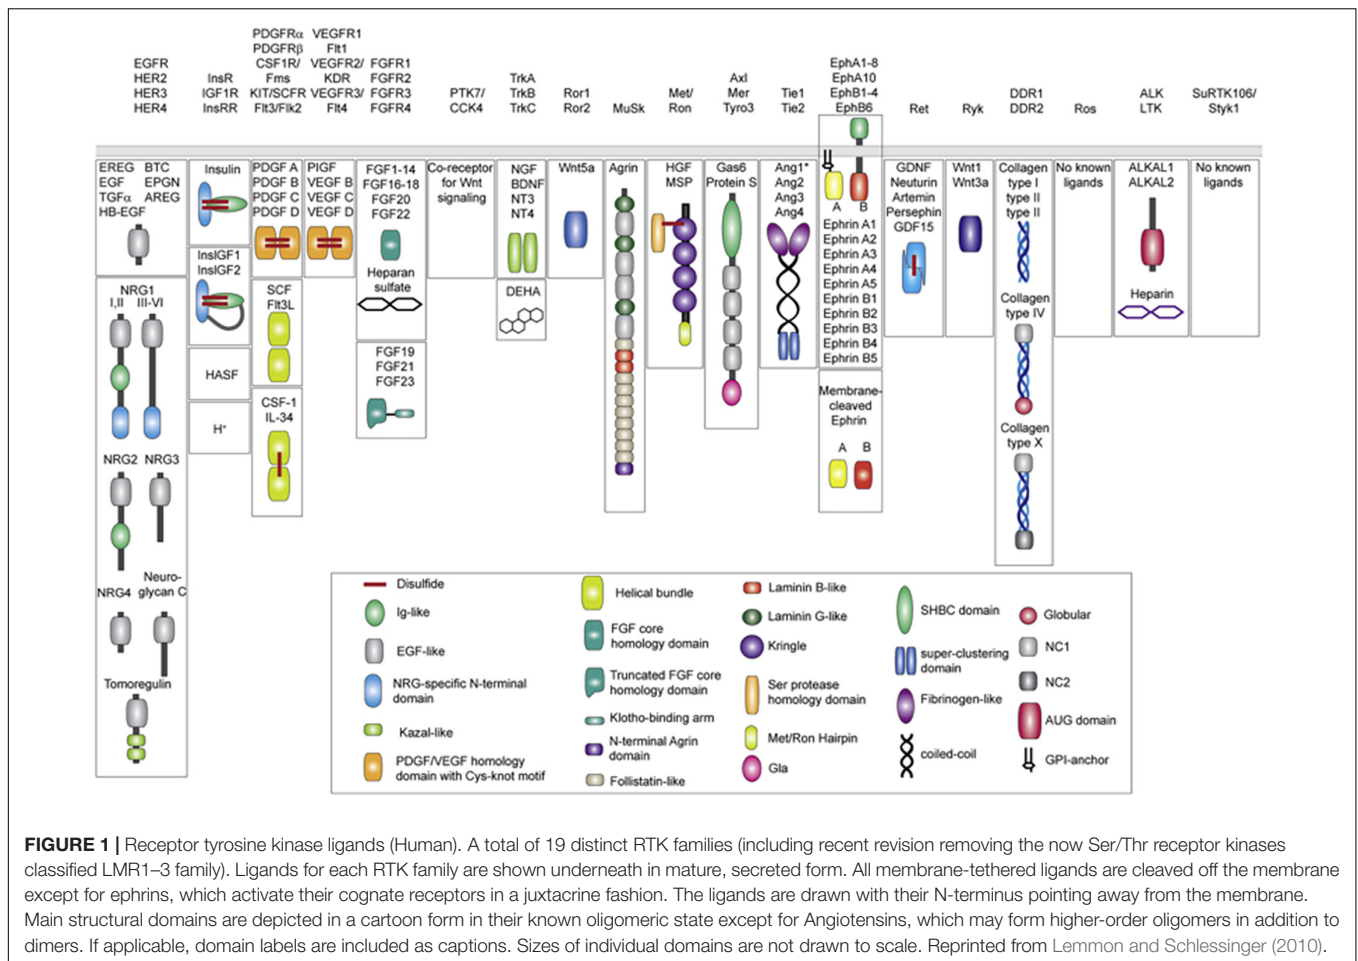 EGFR
HER2
HER3
HER4
InsR
IGF1R
InsRR
PDGFRα
PDGFRβ
CSF1R/
Fms
KIT/SCFR
Flt3/Flk2
VEGFR1
Flt1
VEGFR2/
KDR
VEGFR3/
Flt4
FGFR1
FGFR2
FGFR3
FGFR4
PTK7/
CCK4
TrkA
TrkB
TrkC
Ror1
Ror2
MuSk
Met/
Ron
Axl
Mer
Tyro3
Tie1
Tie2
EphA1-8
EphA10
EphB1-4
EphB6
Ret
Ryk
DDR1
DDR2
Ros
ALK
LTK
SuRTK106/
Styk1
EREG BTC
EGF EPGN
TGFα AREG
HB-EGF
NRG1
I,II III-VI
NRG2 NRG3
NRG4
Neuro-
glycan C
Tomoregulin
Insulin
InsIGF1
InsIGF2
HASF
H+
PDGF A
PDGF B
PDGF C
PDGF D
SCF
Flt3L
CSF-1
IL-34
PIGF
VEGF B
VEGF C
VEGF D
FGF1-14
FGF16-18
FGF20
FGF22
Heparan
sulfate
FGF19
FGF21
FGF23
Co-receptor
for Wnt
signaling
NGF
BDNF
NT3
NT4
DEHA
Wnt5a
Agrin
HGF
MSP
Gas6
Protein S
Ang1*
Ang2
Ang3
Ang4
A B
Ephrin A1
Ephrin A2
Ephrin A3
Ephrin A4
Ephrin A5
Ephrin B1
Ephrin B2
Ephrin B3
Ephrin B4
Ephrin B5
Membrane-
cleaved
Ephrin
A B
GDNF
Neuturin
Artemin
Persephin
GDF15
Wnt1
Wnt3a
Collagen
type I
type II
type II
Collagen
type IV
Collagen
type X
No known
ligands
ALKAL1
ALKAL2
Heparin
No known
ligands
Disulfide
Ig-like
EGF-like
NRG-specific N-terminal
domain
Kazal-like
PDGF/VEGF homology
domain with Cys-knot motif
Helical bundle
FGF core
homology domain
Truncated FGF core
homology domain
Klotho-binding arm
N-terminal Agrin
domain
Follistatin-like
Laminin B-like
Laminin G-like
Kringle
Ser protease
homology domain
Met/Ron Hairpin
Gla
SHBC domain
super-clustering
domain
Fibrinogen-like
coiled-coil
Globular
NC1
NC2
AUG domain
GPI-anchor
FIGURE 1 | Receptor tyrosine kinase ligands (Human). A total of 19 distinct RTK families (including recent revision removing the now Ser/Thr receptor kinases
classified LMR1–3 family). Ligands for each RTK family are shown underneath in mature, secreted form. All membrane-tethered ligands are cleaved off the membrane
except for ephrins, which activate their cognate receptors in a juxtacrine fashion. The ligands are drawn with their N-terminus pointing away from the membrane.
Main structural domains are depicted in a cartoon form in their known oligomeric state except for Angiotensins, which may form higher-order oligomers in addition to
dimers. If applicable, domain labels are included as captions. Sizes of individual domains are not drawn to scale. Reprinted from Lemmon and Schlessinger (2010).